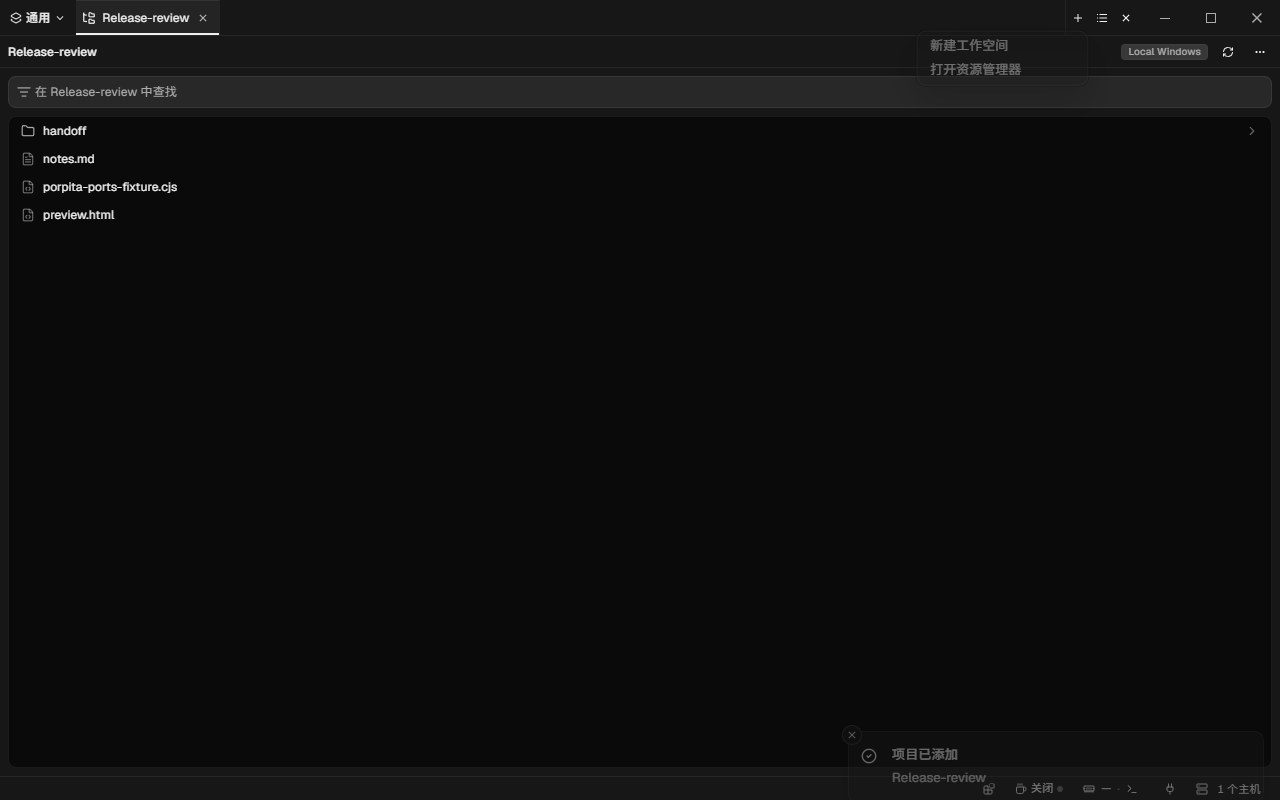 通用
Release-review
新建工作空间
打开资源管理器
Release-review
Local Windows
在 Release-review 中查找
handoff
notes.md
porpita-ports-fixture.cjs
preview.html
项目已添加
Release-review
关闭
1 个主机